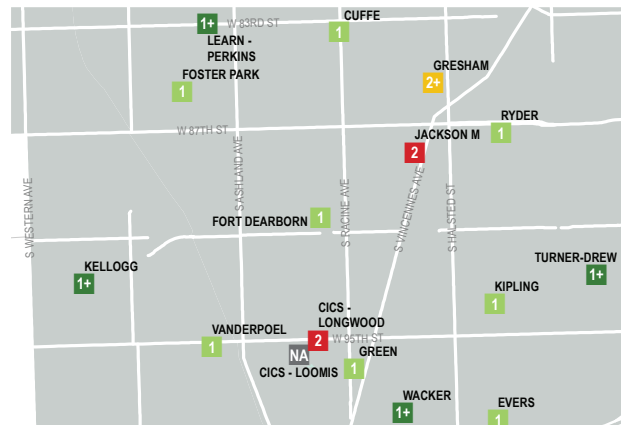 CUFFE
1
1+
W 83RD ST
LEARN -
PERKINS
FOSTER PARK
1
GRESHAM
2+
RYDER
1
W 87TH ST
JACKSON M
2
S WESTERN AVE
S ASHLAND AVE
S RACINE AVE
S VINCENNES AVE
S HALSTED ST
FORT DEARBORN
1
KELLOGG
1+
TURNER-DREW
1+
KIPLING
1
CICS -
LONGWOOD
2
W 95TH ST
VANDERPOEL
1
NA
CICS - LOOMIS
GREEN
1
WACKER
1+
EVERS
1